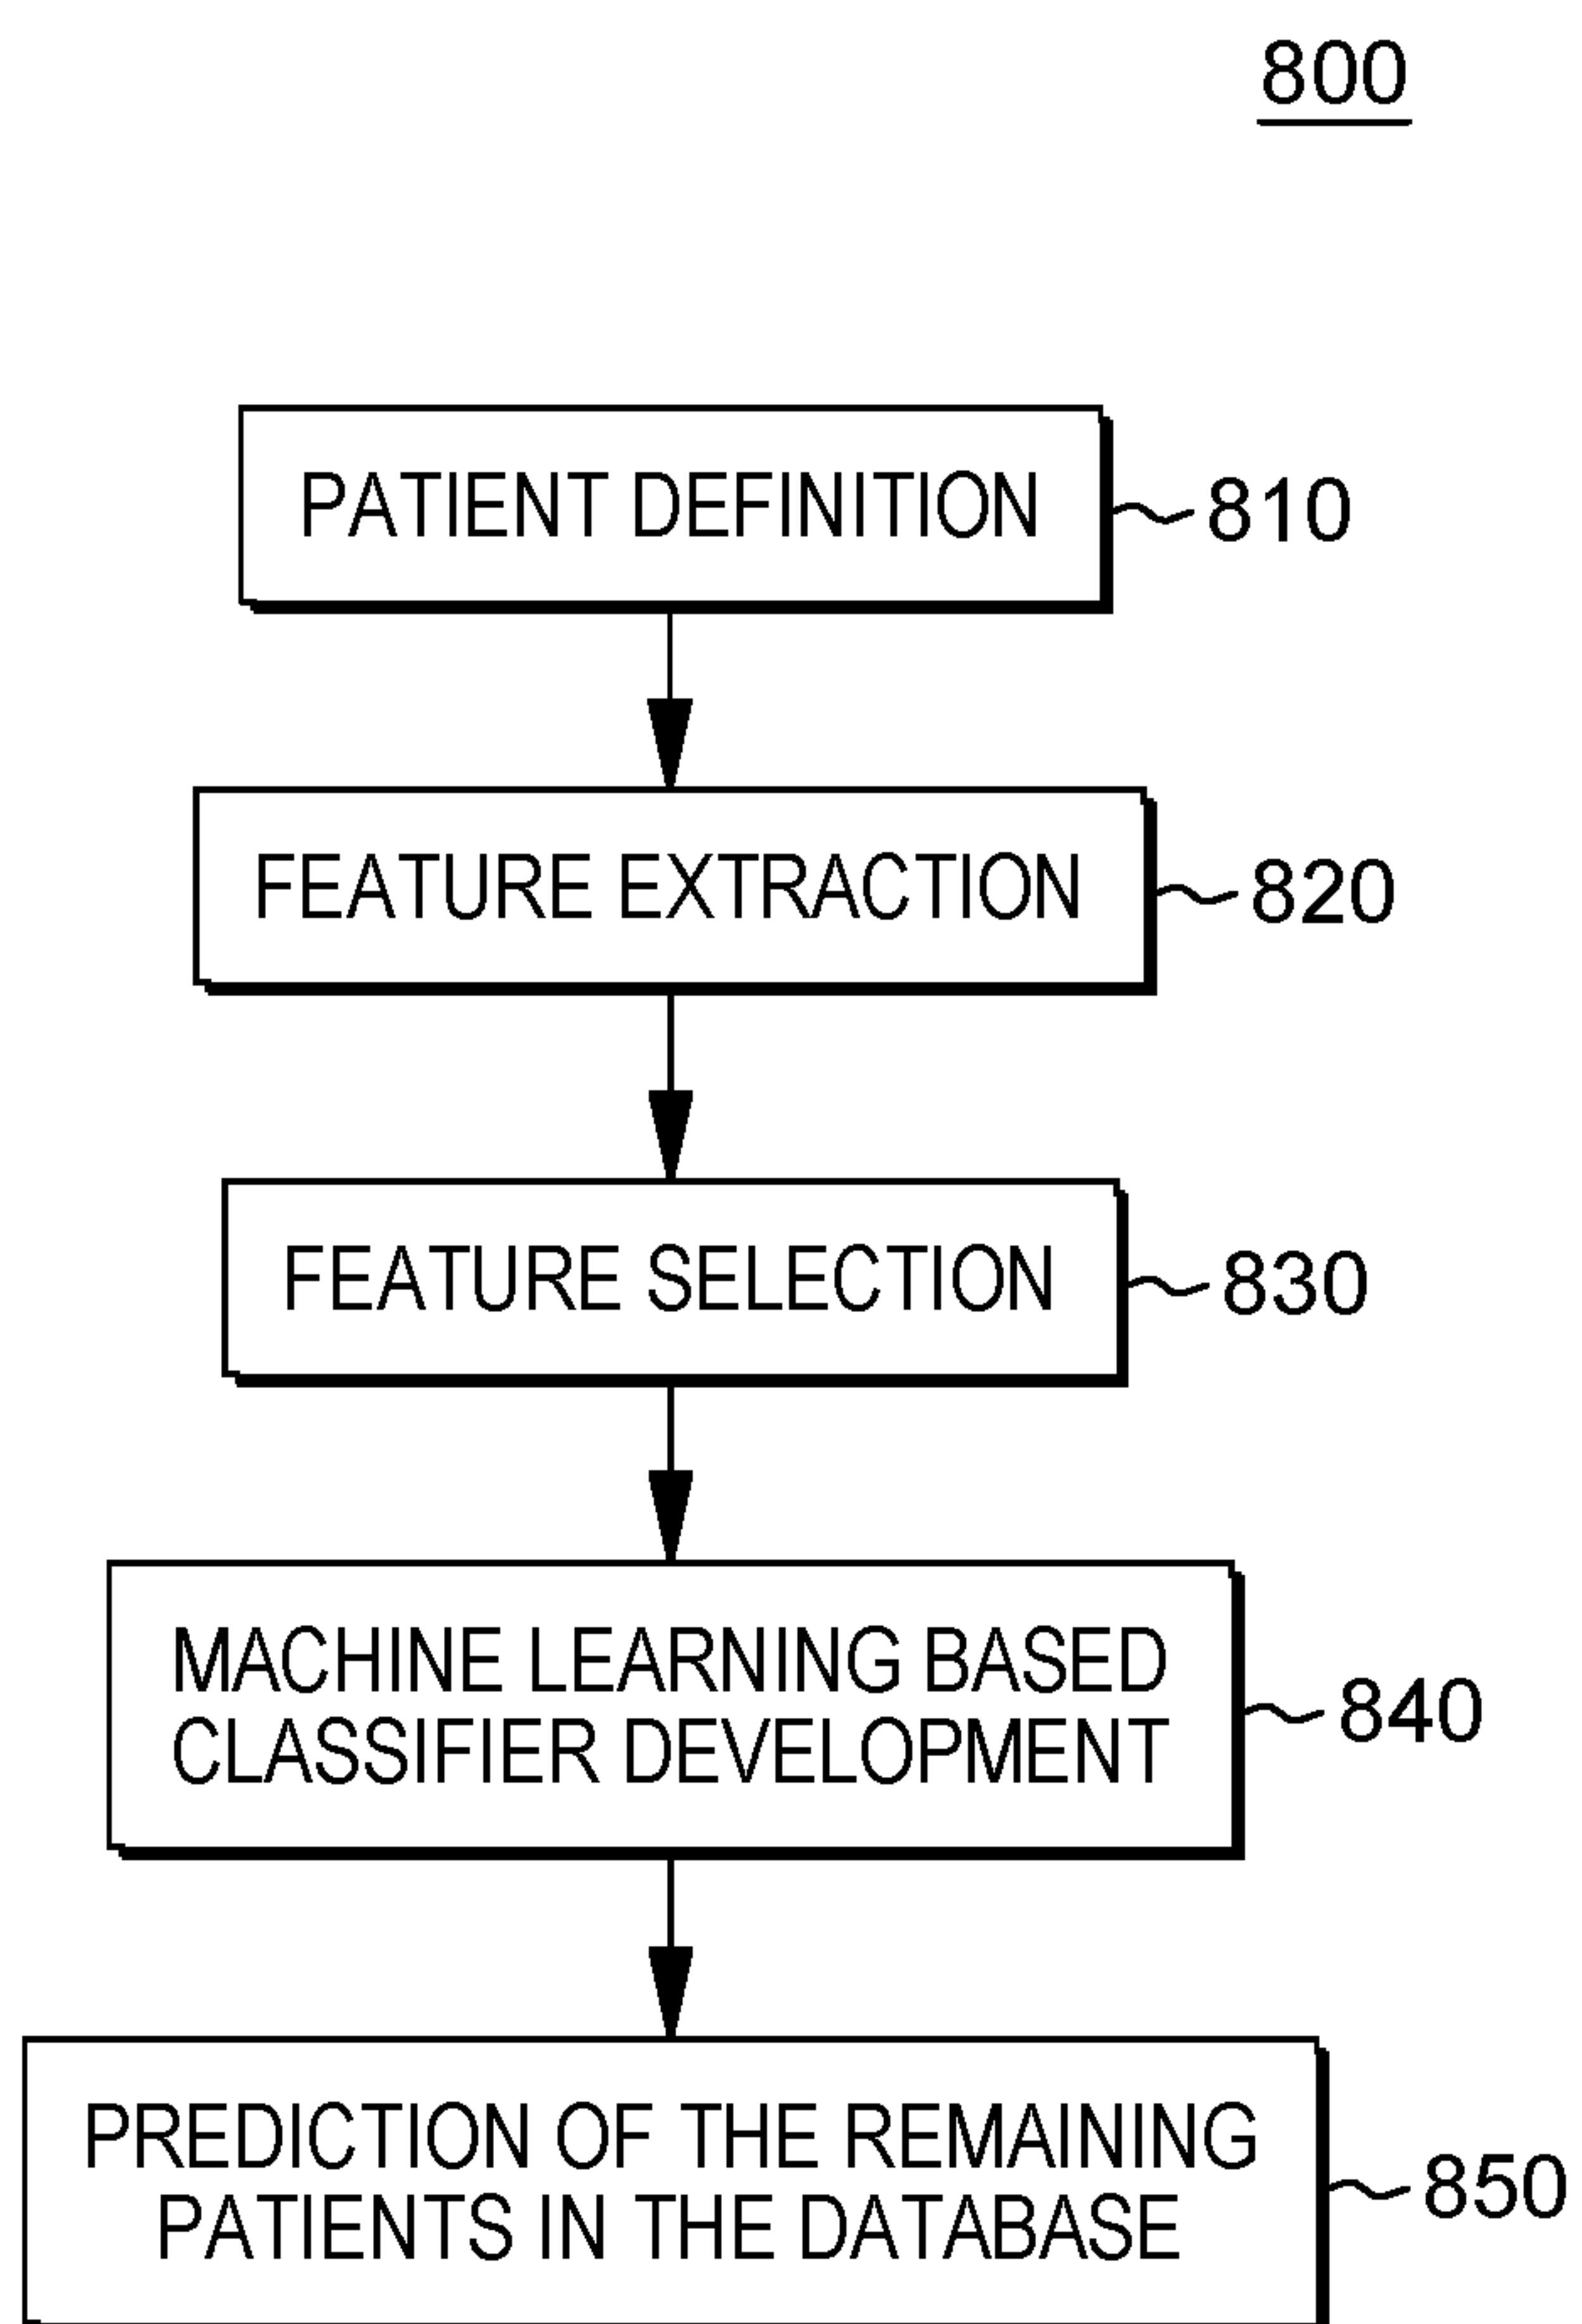 800
PATIENT DEFINITION
810
FEATURE EXTRACTION
820
FEATURE SELECTION
830
MACHINE LEARNING BASED
CLASSIFIER DEVELOPMENT
840
PREDICTION OF THE REMAINING
PATIENTS IN THE DATABASE
850